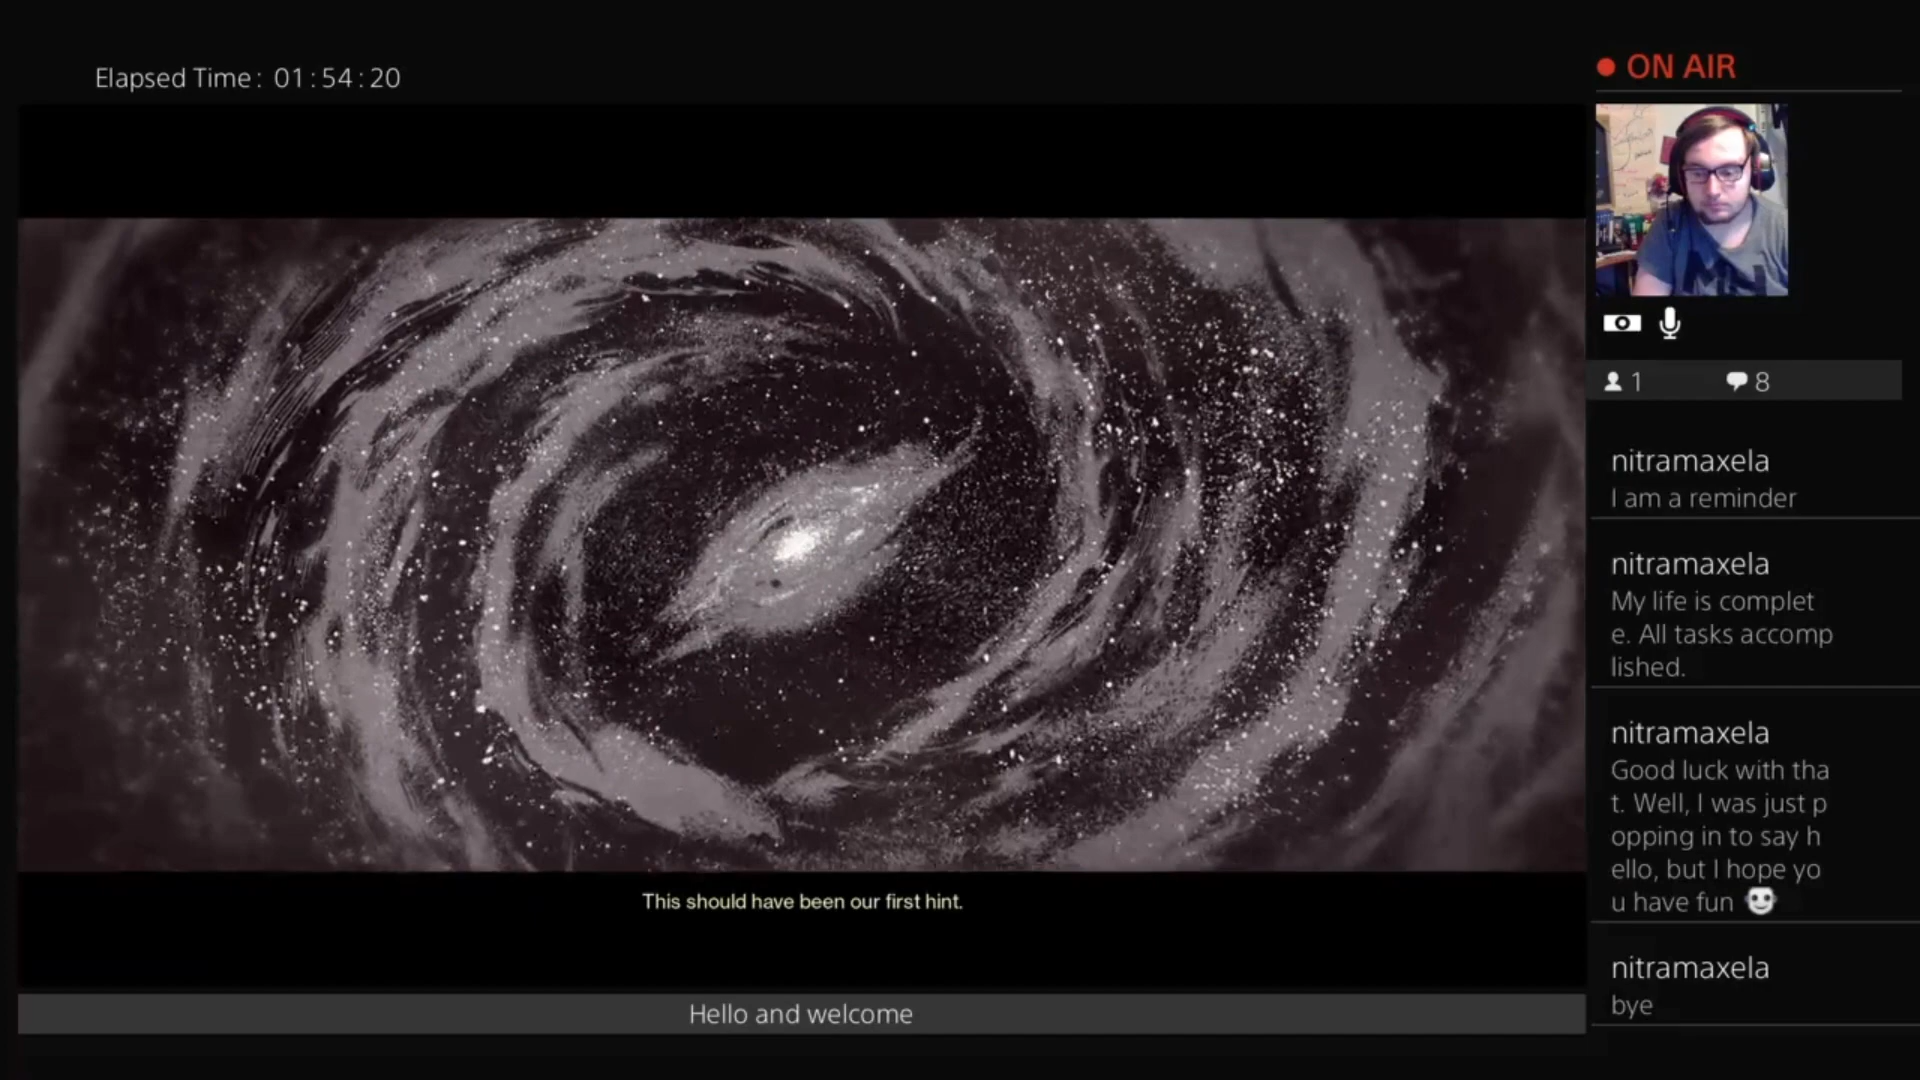 Elapsed Time: 01:54:20
ON AIR
1
8
nitramaxela
I am a reminder
nitramaxela
My life is complet
e. All tasks accomp
lished.
nitramaxela
Good luck with tha
t. Well, I was just p
opping in to say h
ello, but I hope yo
u have fun
nitramaxela
bye
This should have been our first hint.
Hello and welcome